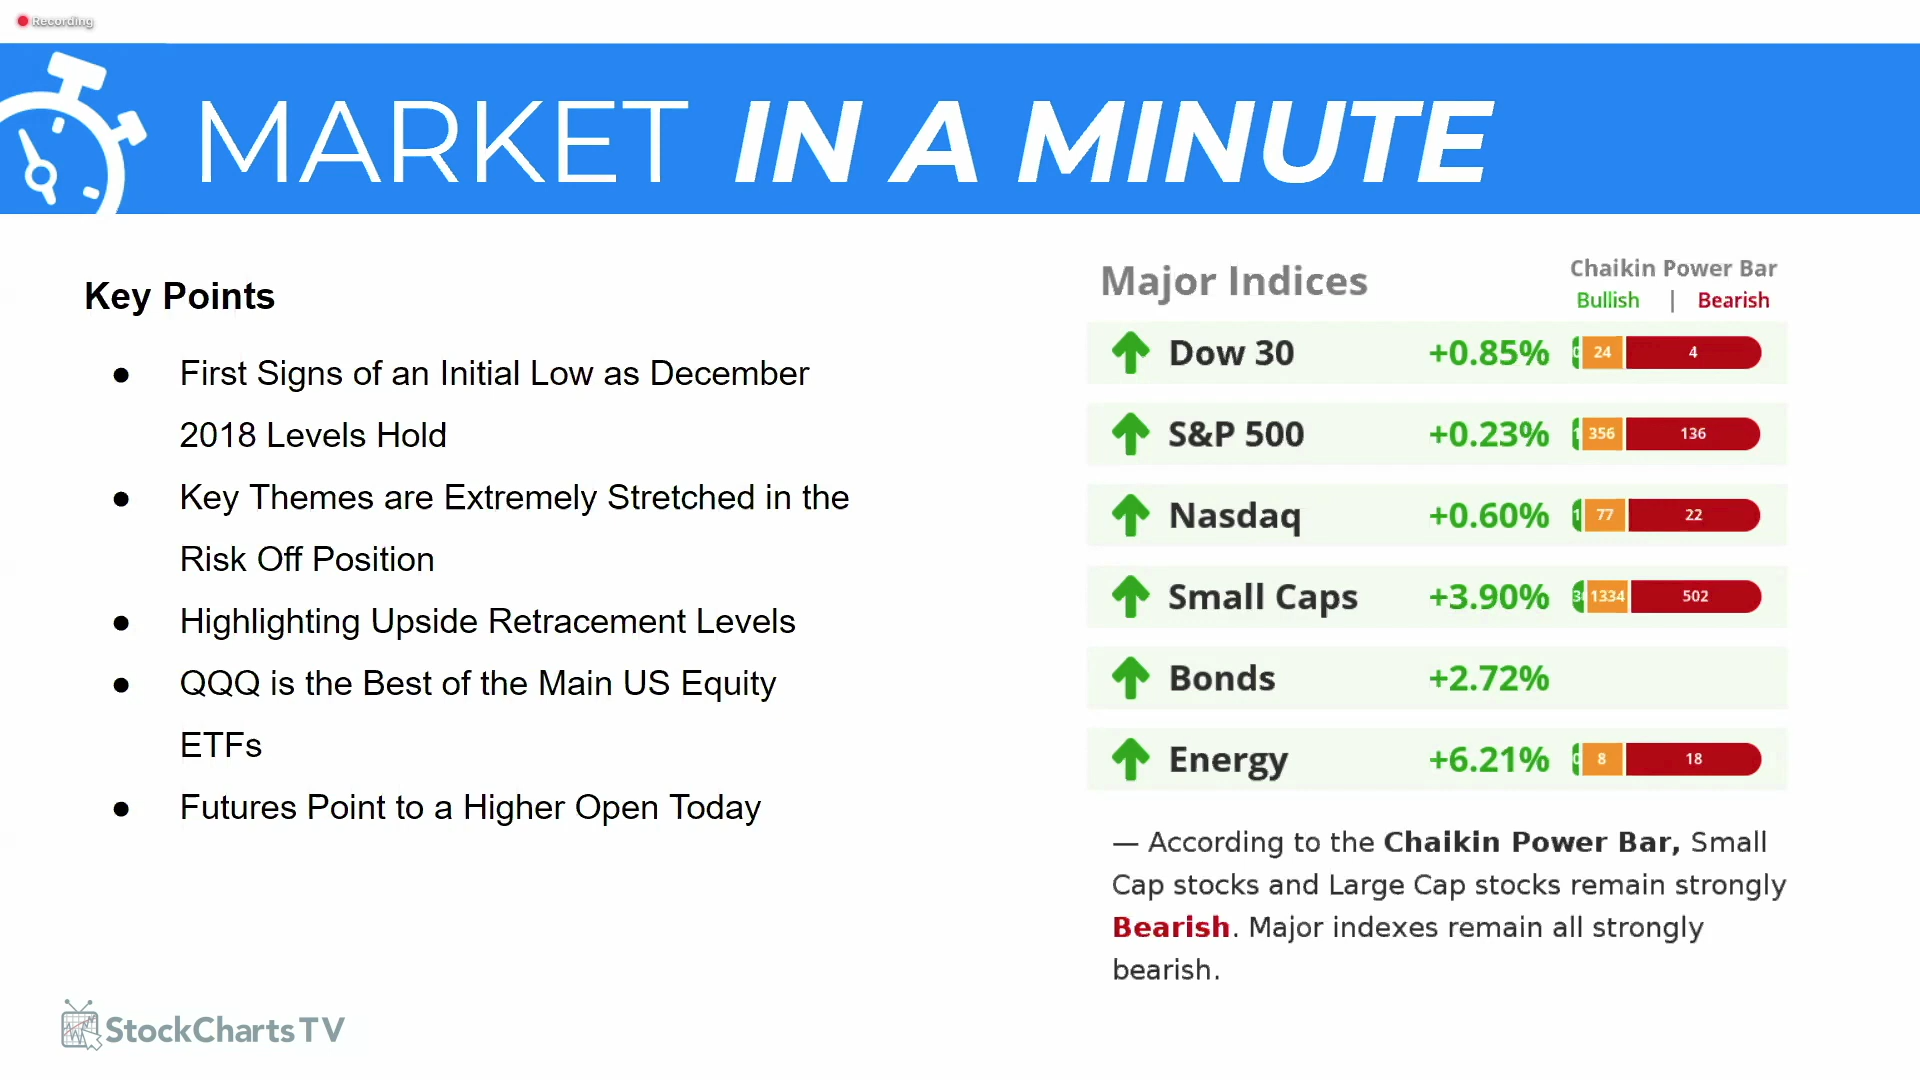 Recording
MARKET IN A MINUTE
Key Points
● First Signs of an Initial Low as December
2018 Levels Hold
● Key Themes are Extremely Stretched in the
Risk Off Position
● Highlighting Upside Retracement Levels
● QQQ is the Best of the Main US Equity
ETFs
● Futures Point to a Higher Open Today
Major Indices
Chaikin Power Bar
Bullish | Bearish
Dow 30 +0.85% 24 4
S&P 500 +0.23% 1 356 136
Nasdaq +0.60% 1 77 22
Small Caps +3.90% 1334 502
Bonds +2.72%
Energy +6.21% 8 18
— According to the Chaikin Power Bar, Small
Cap stocks and Large Cap stocks remain strongly
Bearish. Major indexes remain all strongly
bearish.
StockChartsTV